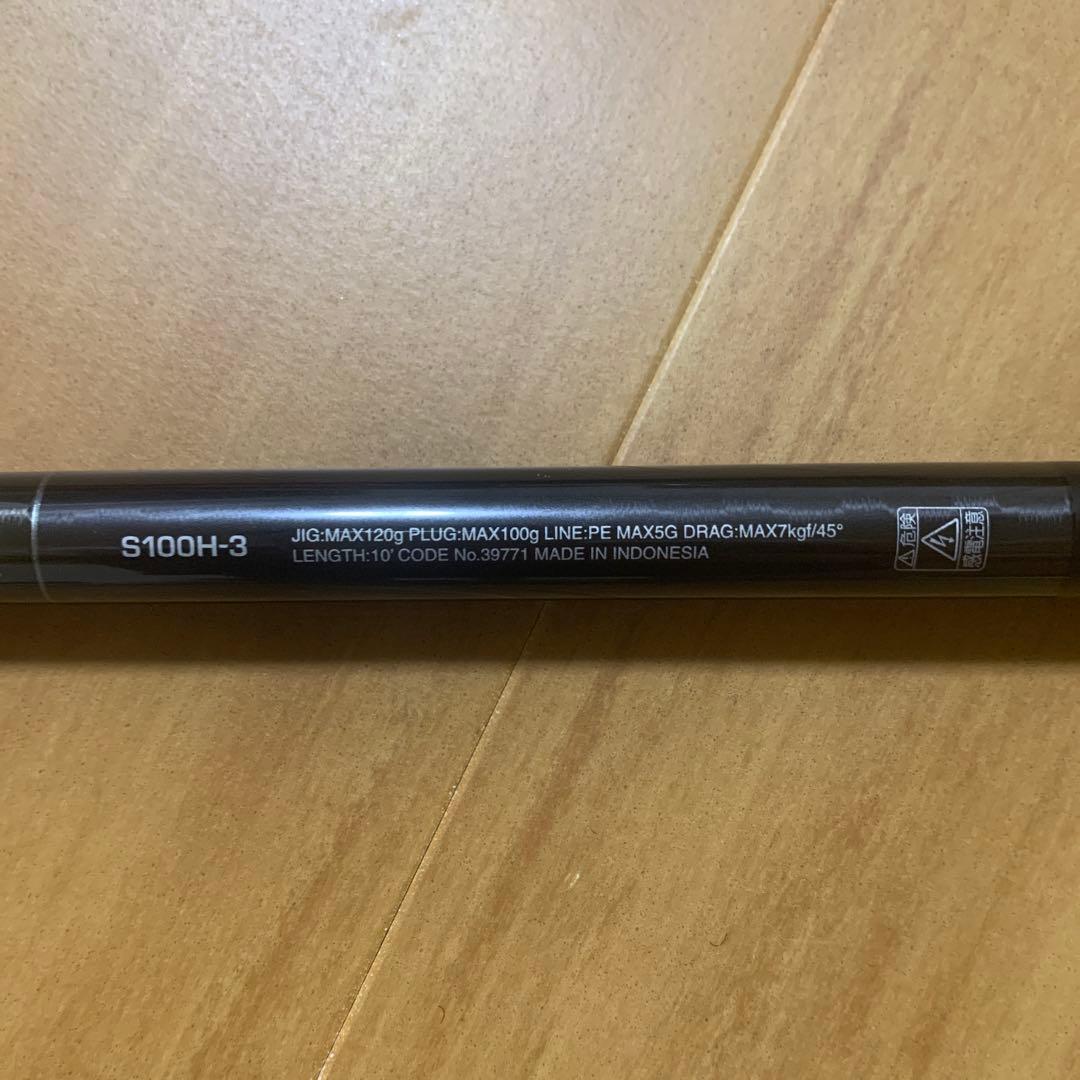 S100H-3
JIG:MAX120g PLUG:MAX100g LINE:PE MAX5G DRAG:MAX7kgf/45°
LENGTH:10' CODE No.39771 MADE IN INDONESIA
危険
感電注意